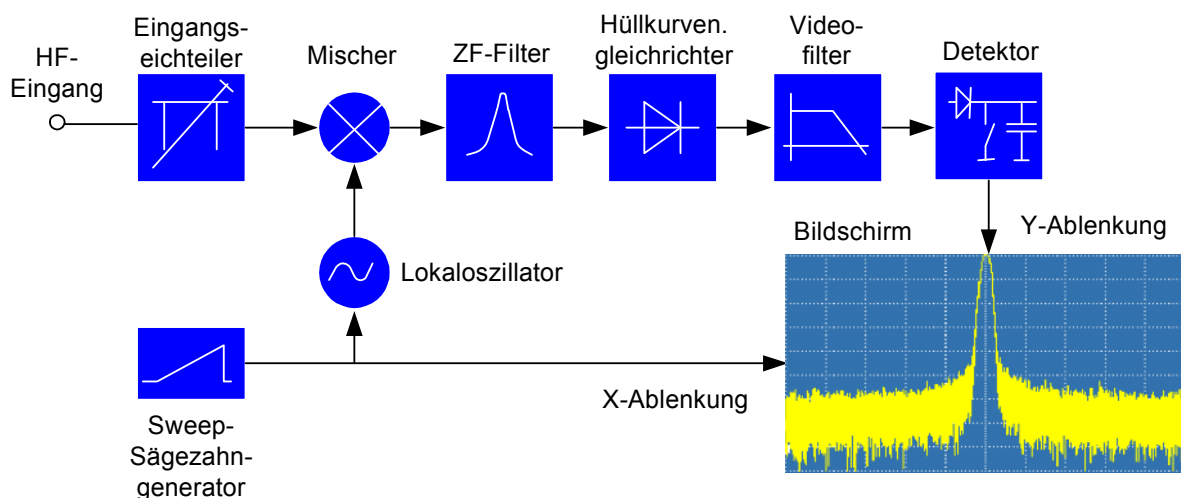 HF-
Eingang
Eingangs-
eichteiler
Mischer
ZF-Filter
Hüllkurven.
gleichrichter
Video-
filter
Detektor
Lokaloszillator
Bildschirm
Y-Ablenkung
X-Ablenkung
Sweep-
Sägezahn-
generator